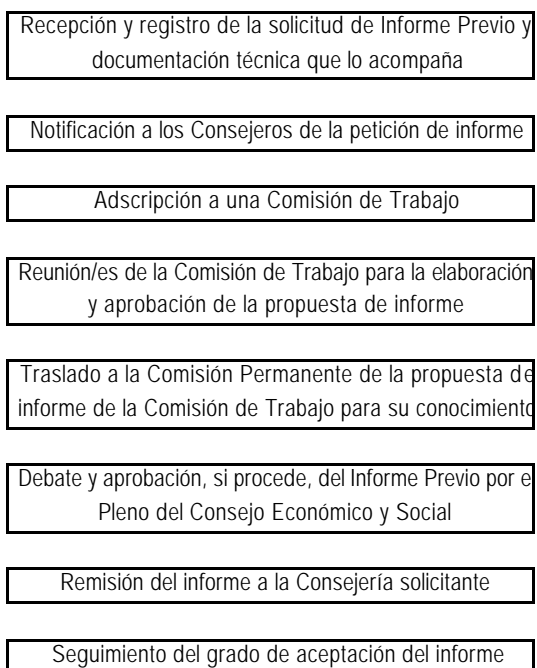 Recepción y registro de la solicitud de Informe Previo y
documentación técnica que lo acompaña
Notificación a los Consejeros de la petición de informe
Adscripción a una Comisión de Trabajo
Reunión/es de la Comisión de Trabajo para la elaboración
y aprobación de la propuesta de informe
Traslado a la Comisión Permanente de la propuesta de
informe de la Comisión de Trabajo para su conocimiento
Debate y aprobación, si procede, del Informe Previo por el
Pleno del Consejo Económico y Social
Remisión del informe a la Consejería solicitante
Seguimiento del grado de aceptación del informe